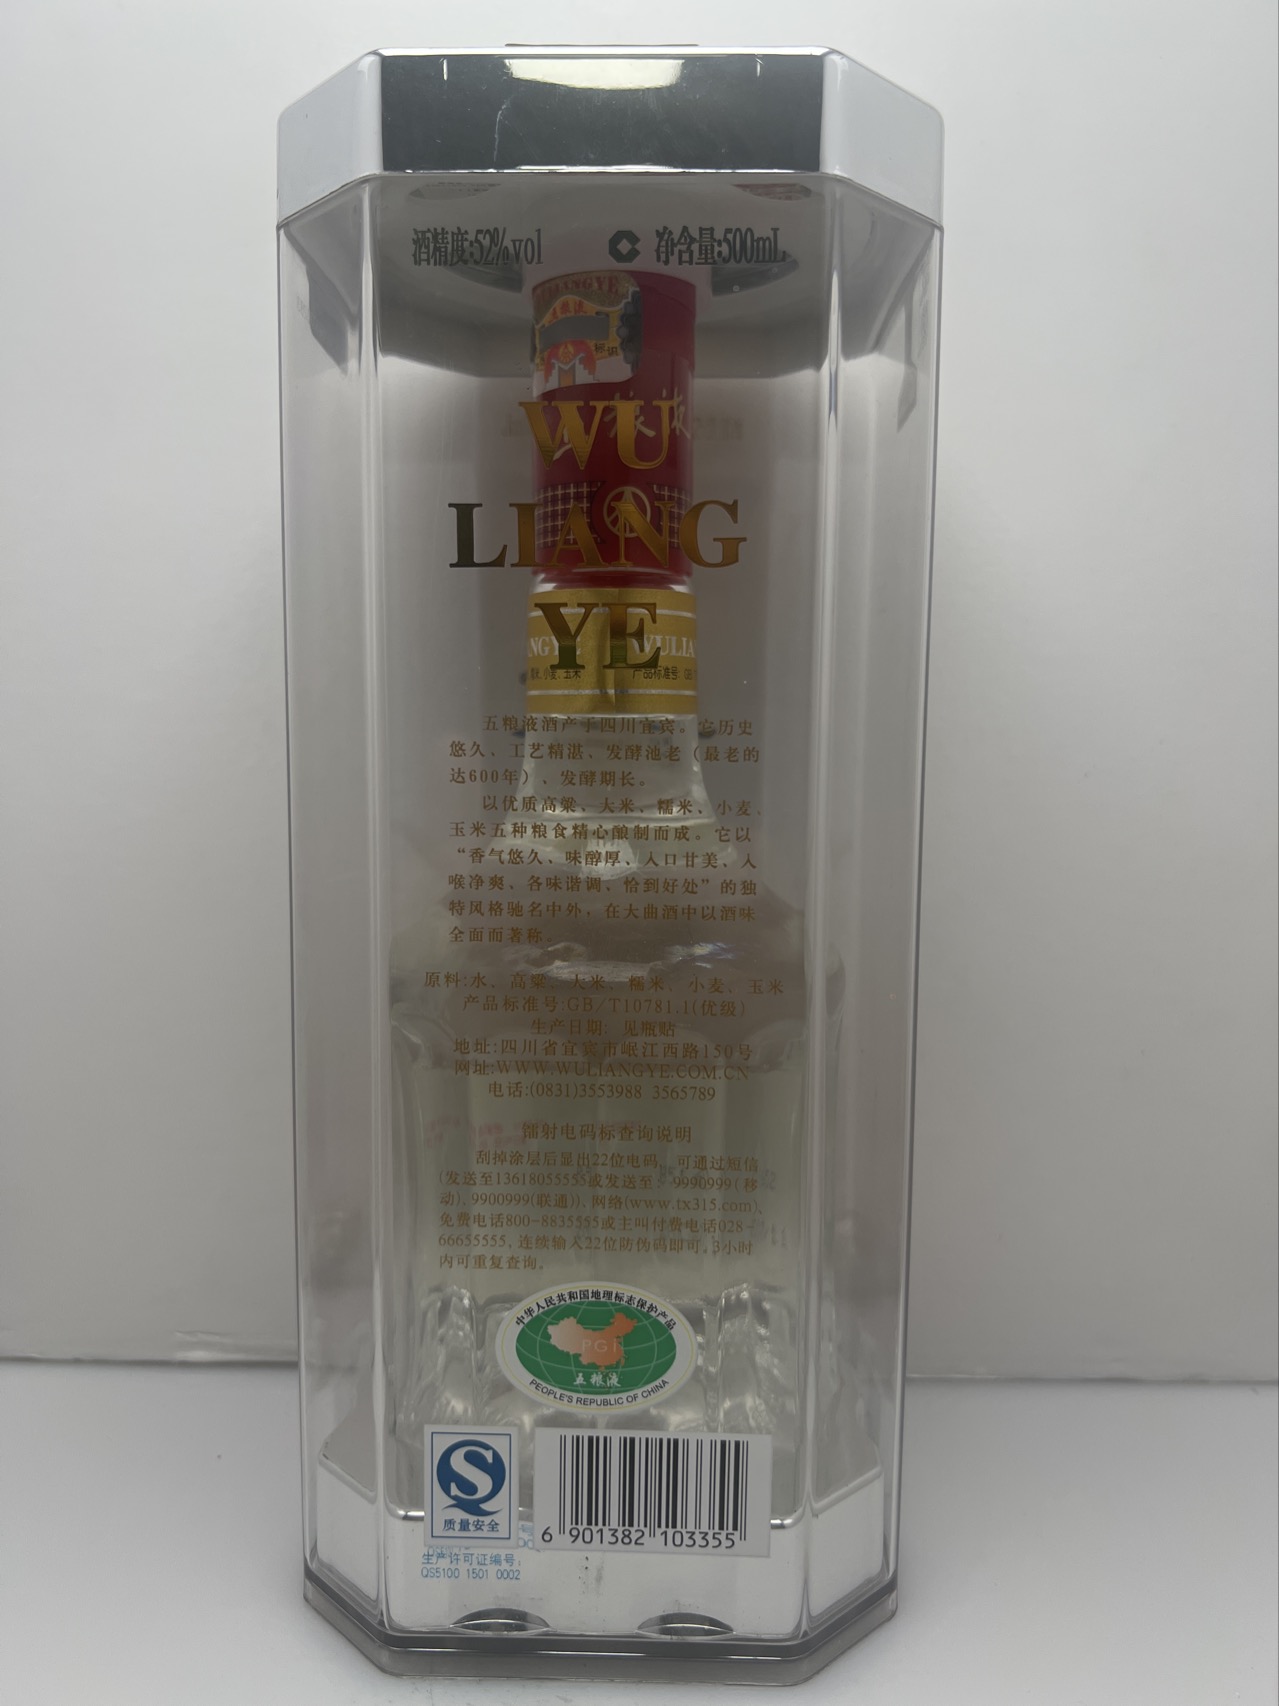 酒精度:52%vol 净含量:500mL
WULIANGYE
WU
LIANG
YE
NGYE WULIA
小麦、玉米 产品标准号:GB
五粮液酒产于四川宜宾。它历史
悠久、工艺精湛、发酵池老（最老的
达600年）、发酵期长。
以优质高粱、大米、糯米、小麦、
玉米五种粮食精心酿制而成。它以
“香气悠久、味醇厚、入口甘美、入
喉净爽、各味谐调、恰到好处”的独
特风格驰名中外，在大曲酒中以酒味
全面而著称。
原料:水、高粱、大米、糯米、小麦、玉米
产品标准号:GB/T10781.1(优级)
生产日期: 见瓶贴
地址:四川省宜宾市岷江西路150号
网址:WWW.WULIANGYE.COM.CN
电话:(0831)3553988 3565789
镭射电码标查询说明
刮掉涂层后显出22位电码，可通过短信
(发送至13618055555或发送至：9990999(移
动)、9900999(联通))、网络(www.tx315.com)、
免费电话800-8835555或主叫付费电话028-
66655555, 连续输入22位防伪码即可。3小时
内可重复查询。
中华人民共和国地理标志保护产品
PGI
五粮液
PEOPLE'S REPUBLIC OF CHINA
质量安全
6 901382 103355
生产许可证编号:
QS5100 1501 0002